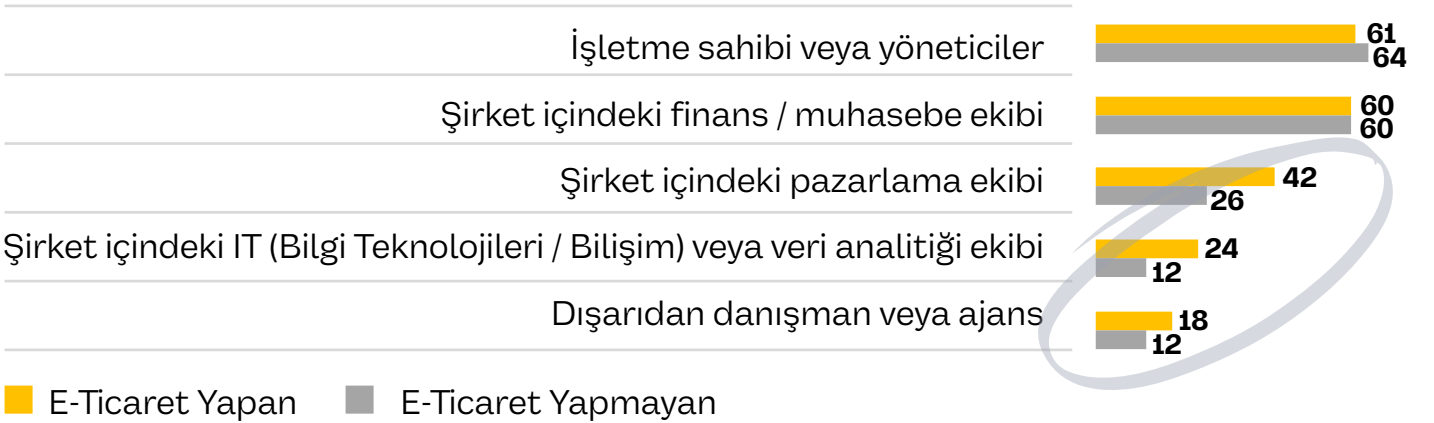 İşletme sahibi veya yöneticiler
61
64
Şirket içindeki finans / muhasebe ekibi
60
60
Şirket içindeki pazarlama ekibi
42
26
Şirket içindeki IT (Bilgi Teknolojileri / Bilişim) veya veri analitiği ekibi
24
12
Dışarıdan danışman veya ajans
18
12
E-Ticaret Yapan
E-Ticaret Yapmayan